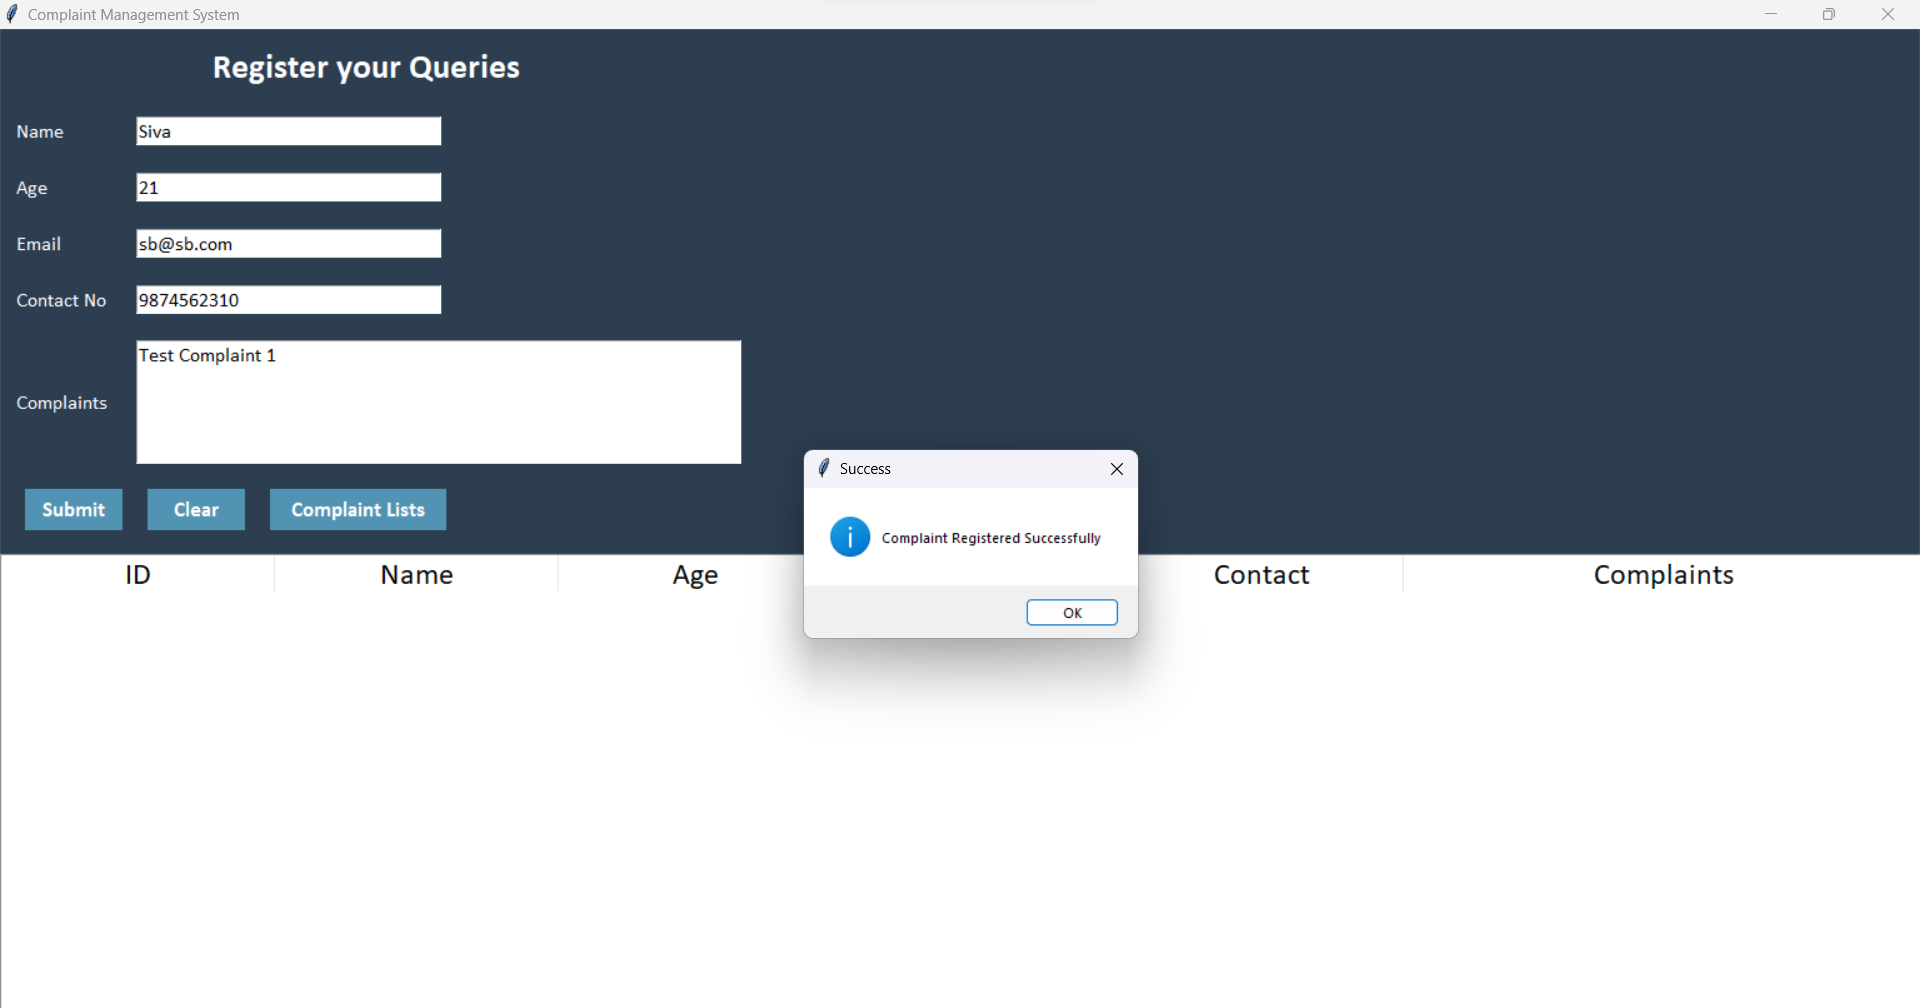 Complaint Management System
Register your Queries
Name Siva
Age 21
Email sb@sb.com
Contact No 9874562310
Complaints Test Complaint 1
Submit Clear Complaint Lists
Success
Complaint Registered Successfully
OK
ID Name Age Contact Complaints